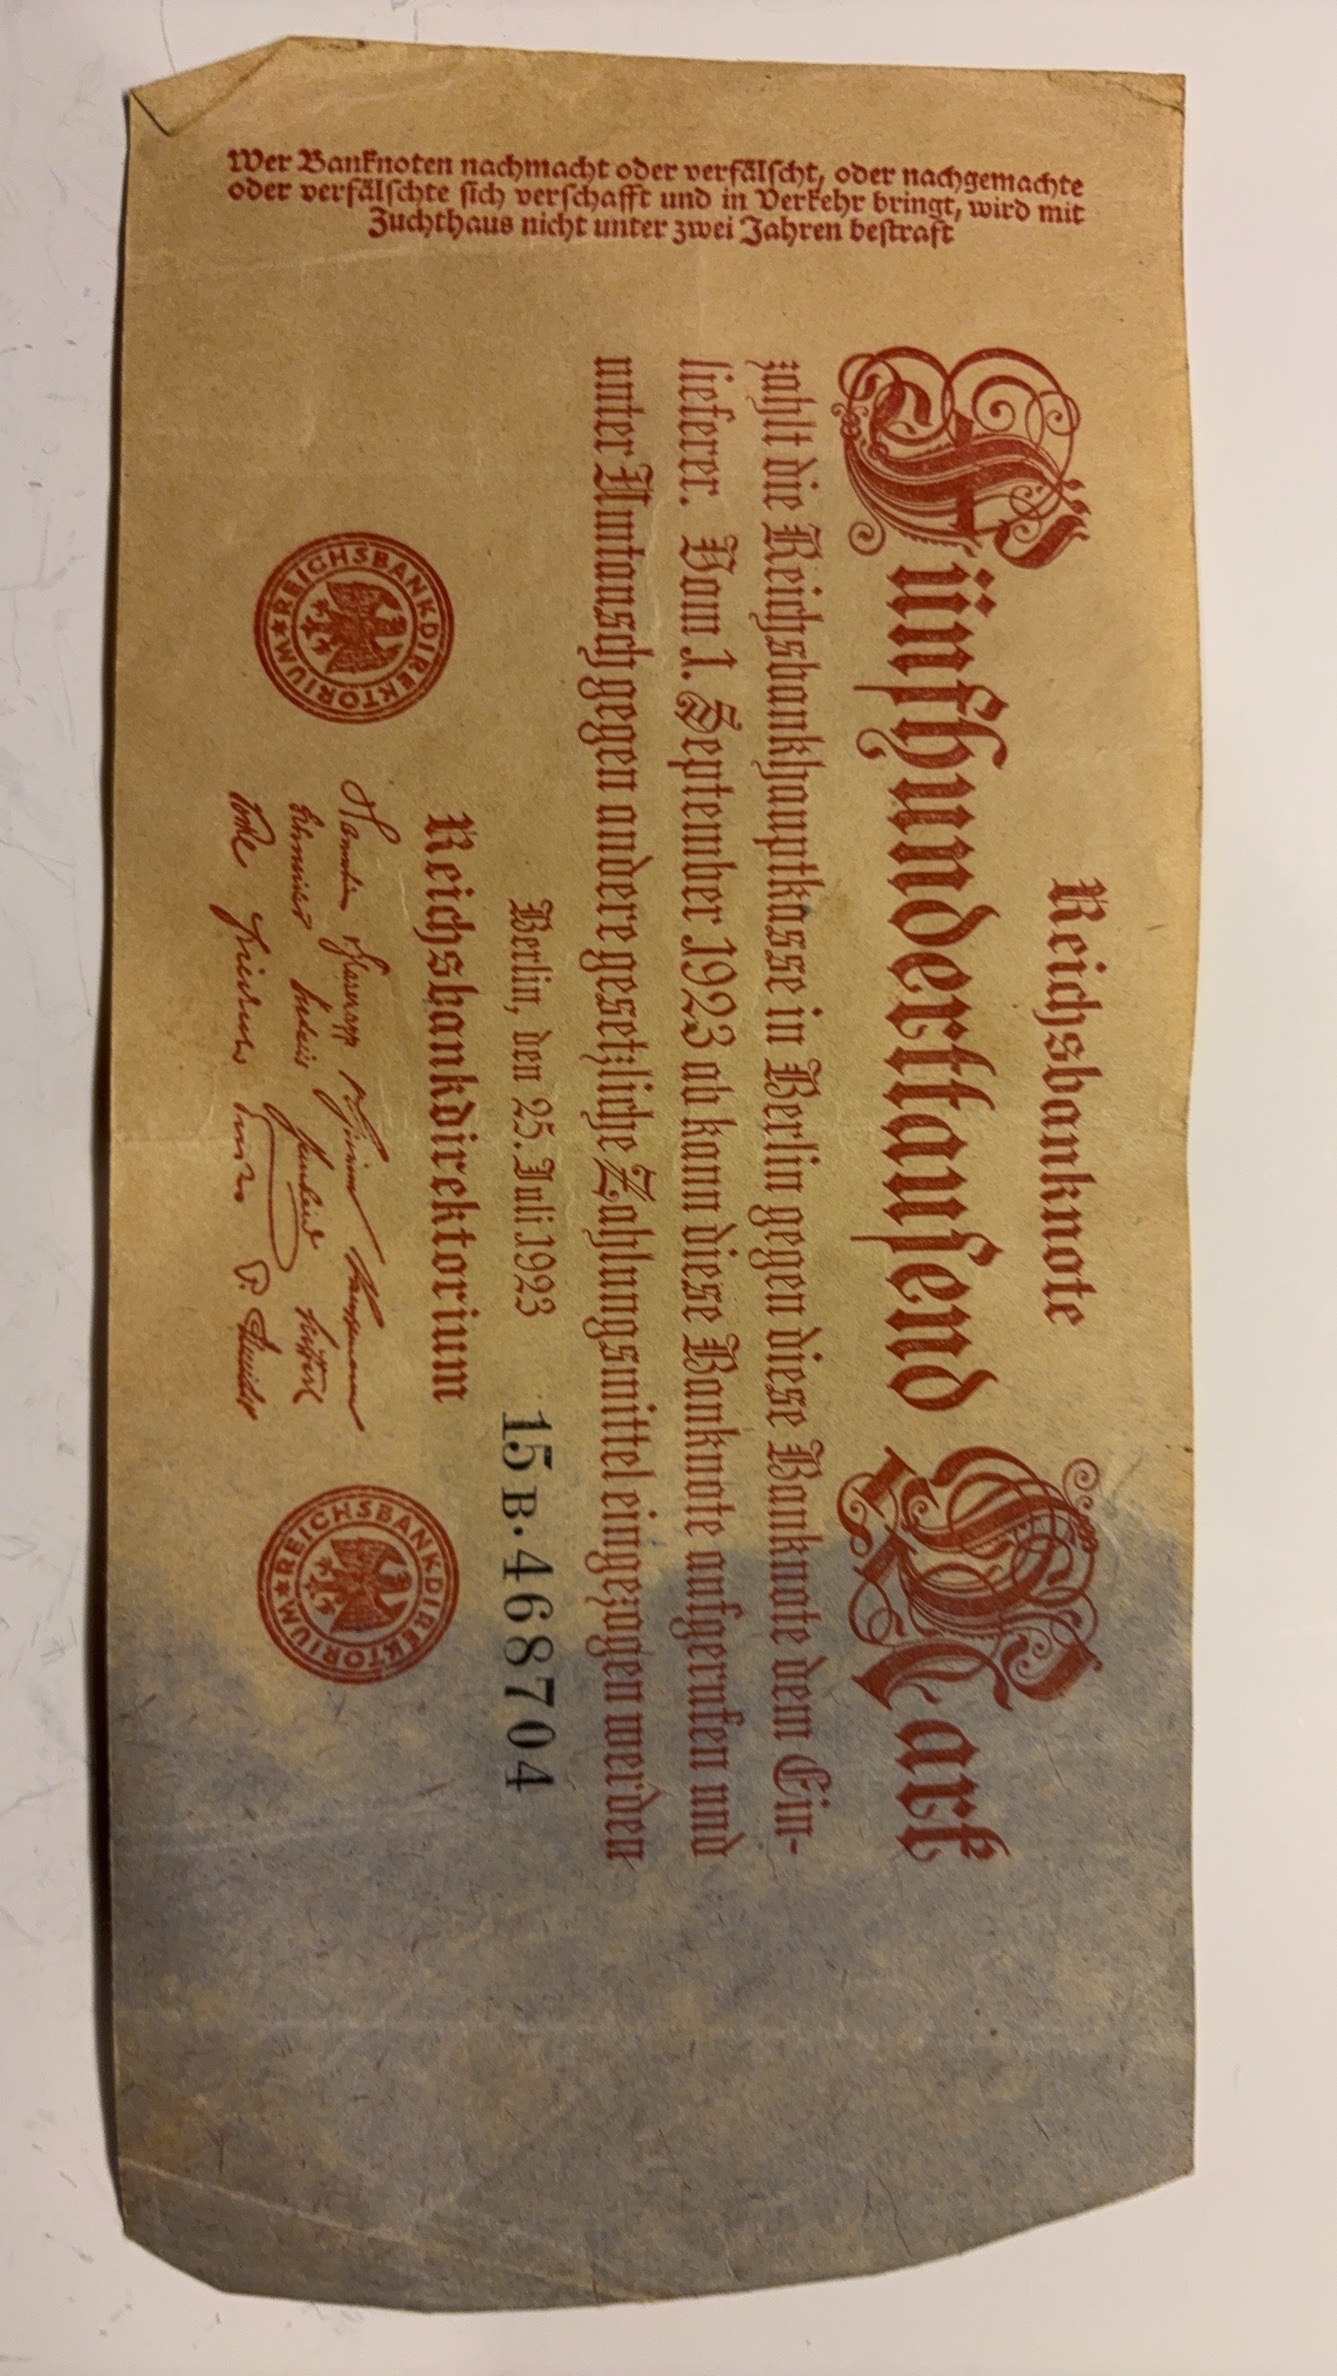 Reichsbanknote
Fünfhunderttausend Mark
zahlt die Reichsbankhauptkasse in Berlin gegen diese Banknote dem Ein-
lieferer. Vom 1. September 1923 ab kann diese Banknote aufgerufen und
unter Umtausch gegen andere gesetzliche Zahlungsmittel eingezogen werden
Berlin, den 25. Juli 1923
15B·468704
Reichsbankdirektorium
REICHSBANKDIREKTORIUM
REICHSBANKDIREKTORIUM
Wer Banknoten nachmacht oder verfälscht, oder nachgemachte
oder verfälschte sich verschafft und in Verkehr bringt, wird mit
Zuchthaus nicht unter zwei Jahren bestraft